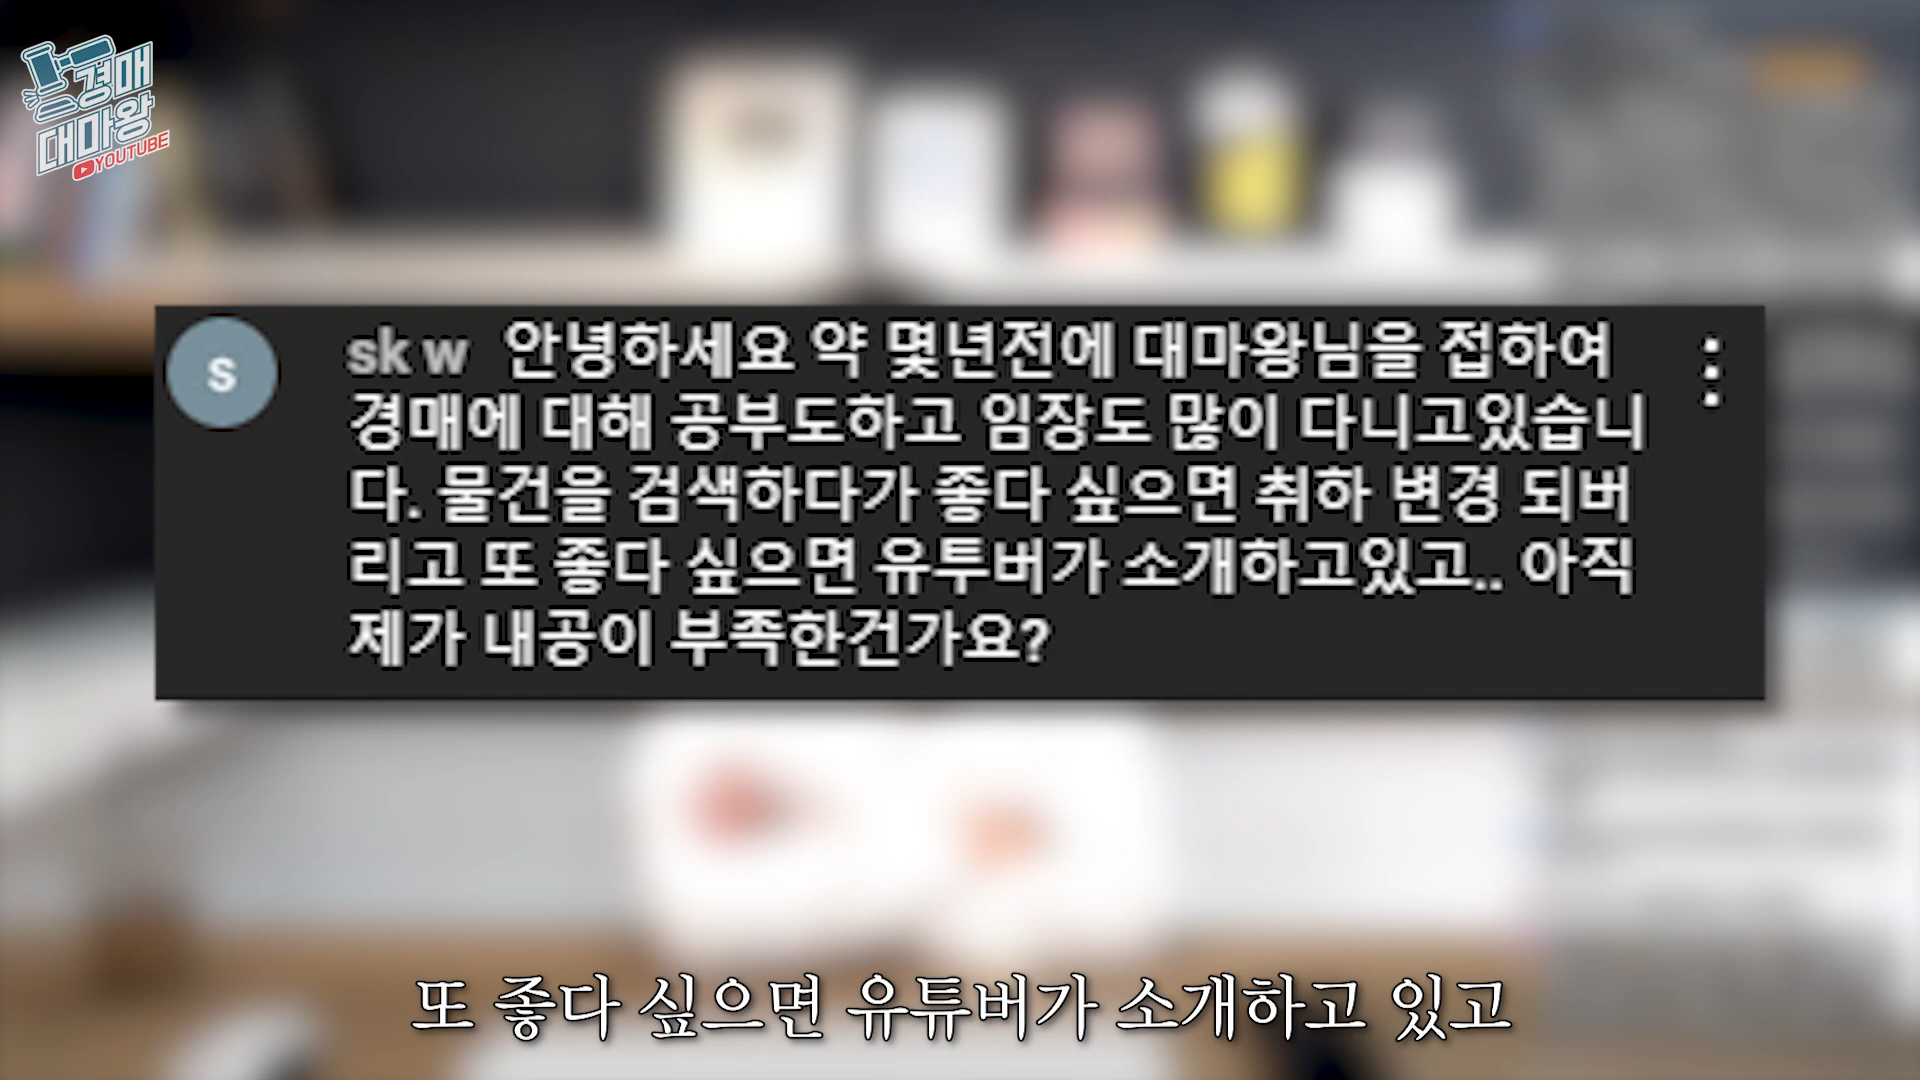 경매
대마왕
YOUTUBE
s
sk w 안녕하세요 약 몇년전에 대마왕님을 접하여
경매에 대해 공부도하고 임장도 많이 다니고있습니
다. 물건을 검색하다가 좋다 싶으면 취하 변경 되버
리고 또 좋다 싶으면 유투버가 소개하고있고.. 아직
제가 내공이 부족한건가요?
또 좋다 싶으면 유튜버가 소개하고 있고